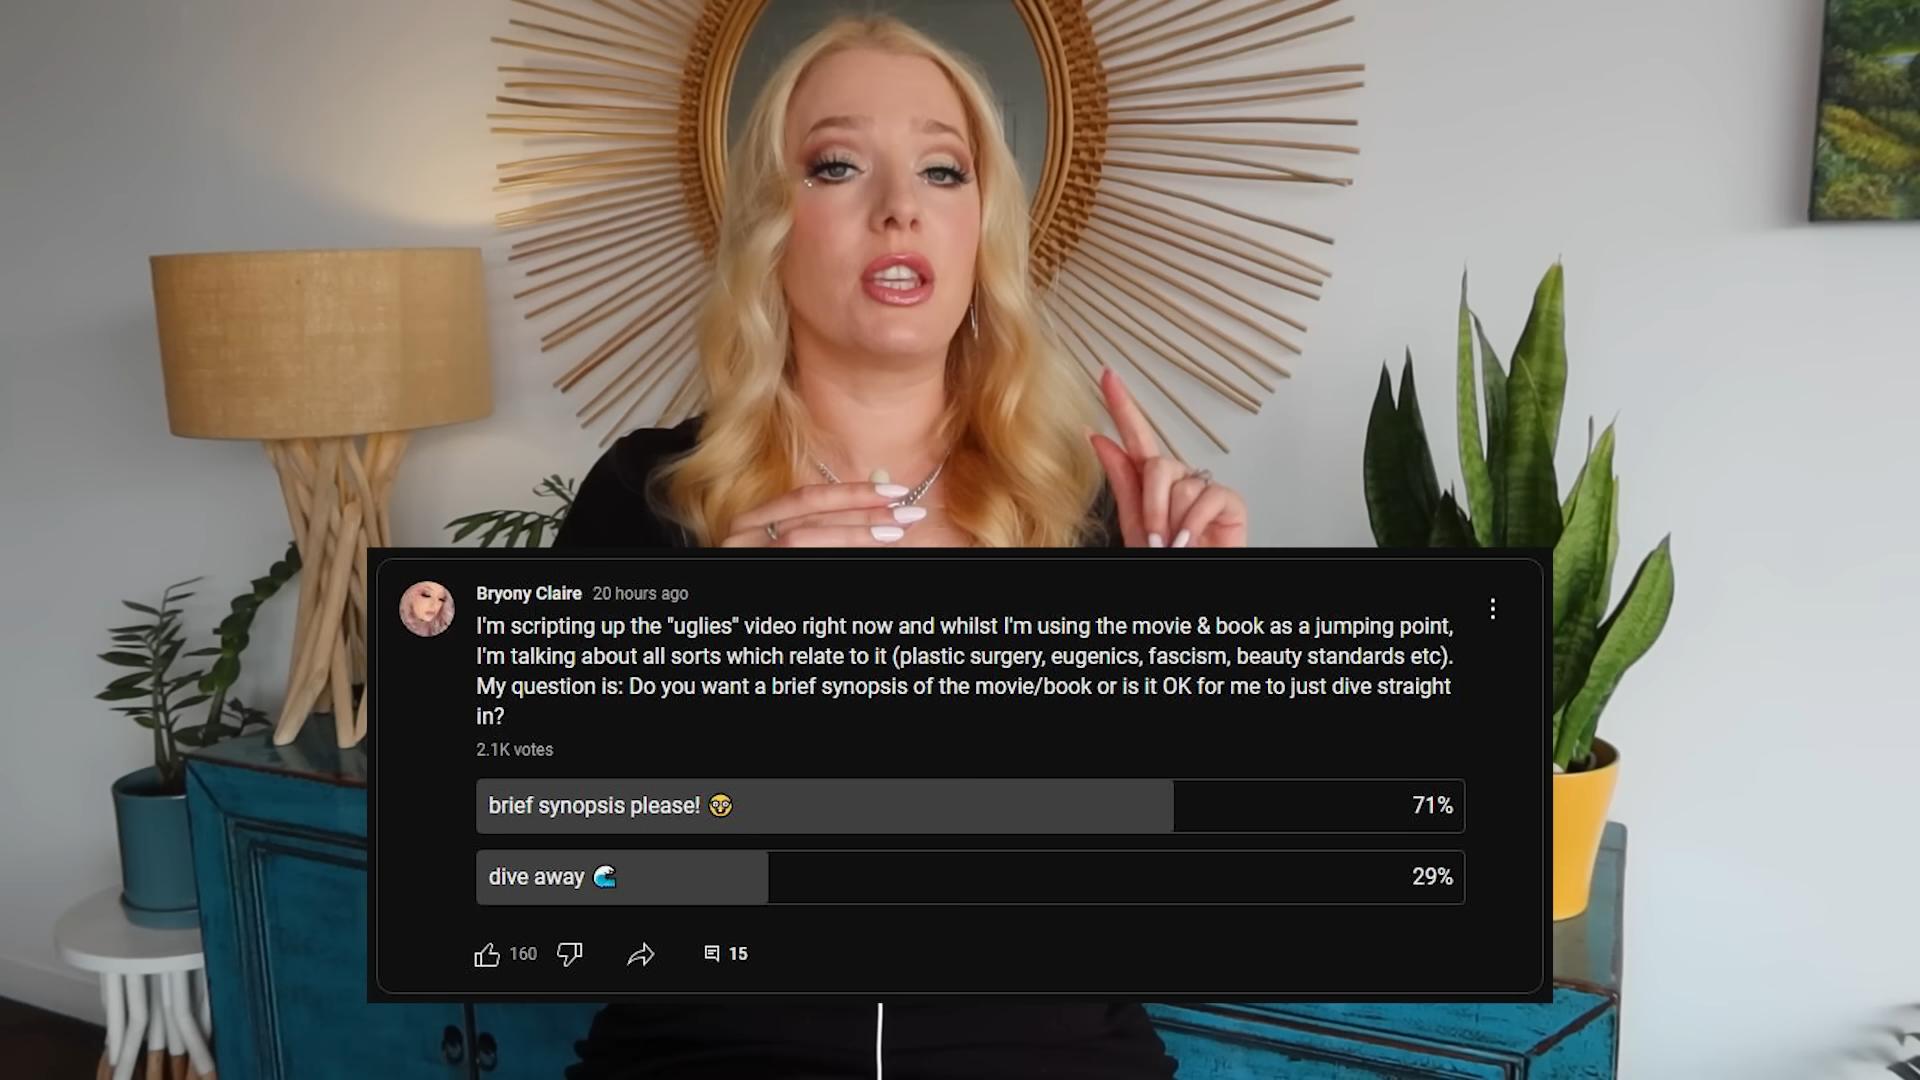 Bryony Claire 20 hours ago
I'm scripting up the "uglies" video right now and whilst I'm using the movie & book as a jumping point,
I'm talking about all sorts which relate to it (plastic surgery, eugenics, fascism, beauty standards etc).
My question is: Do you want a brief synopsis of the movie/book or is it OK for me to just dive straight
in?
2.1K votes
brief synopsis please! 🤓 71%
dive away 🌊 29%
160 15